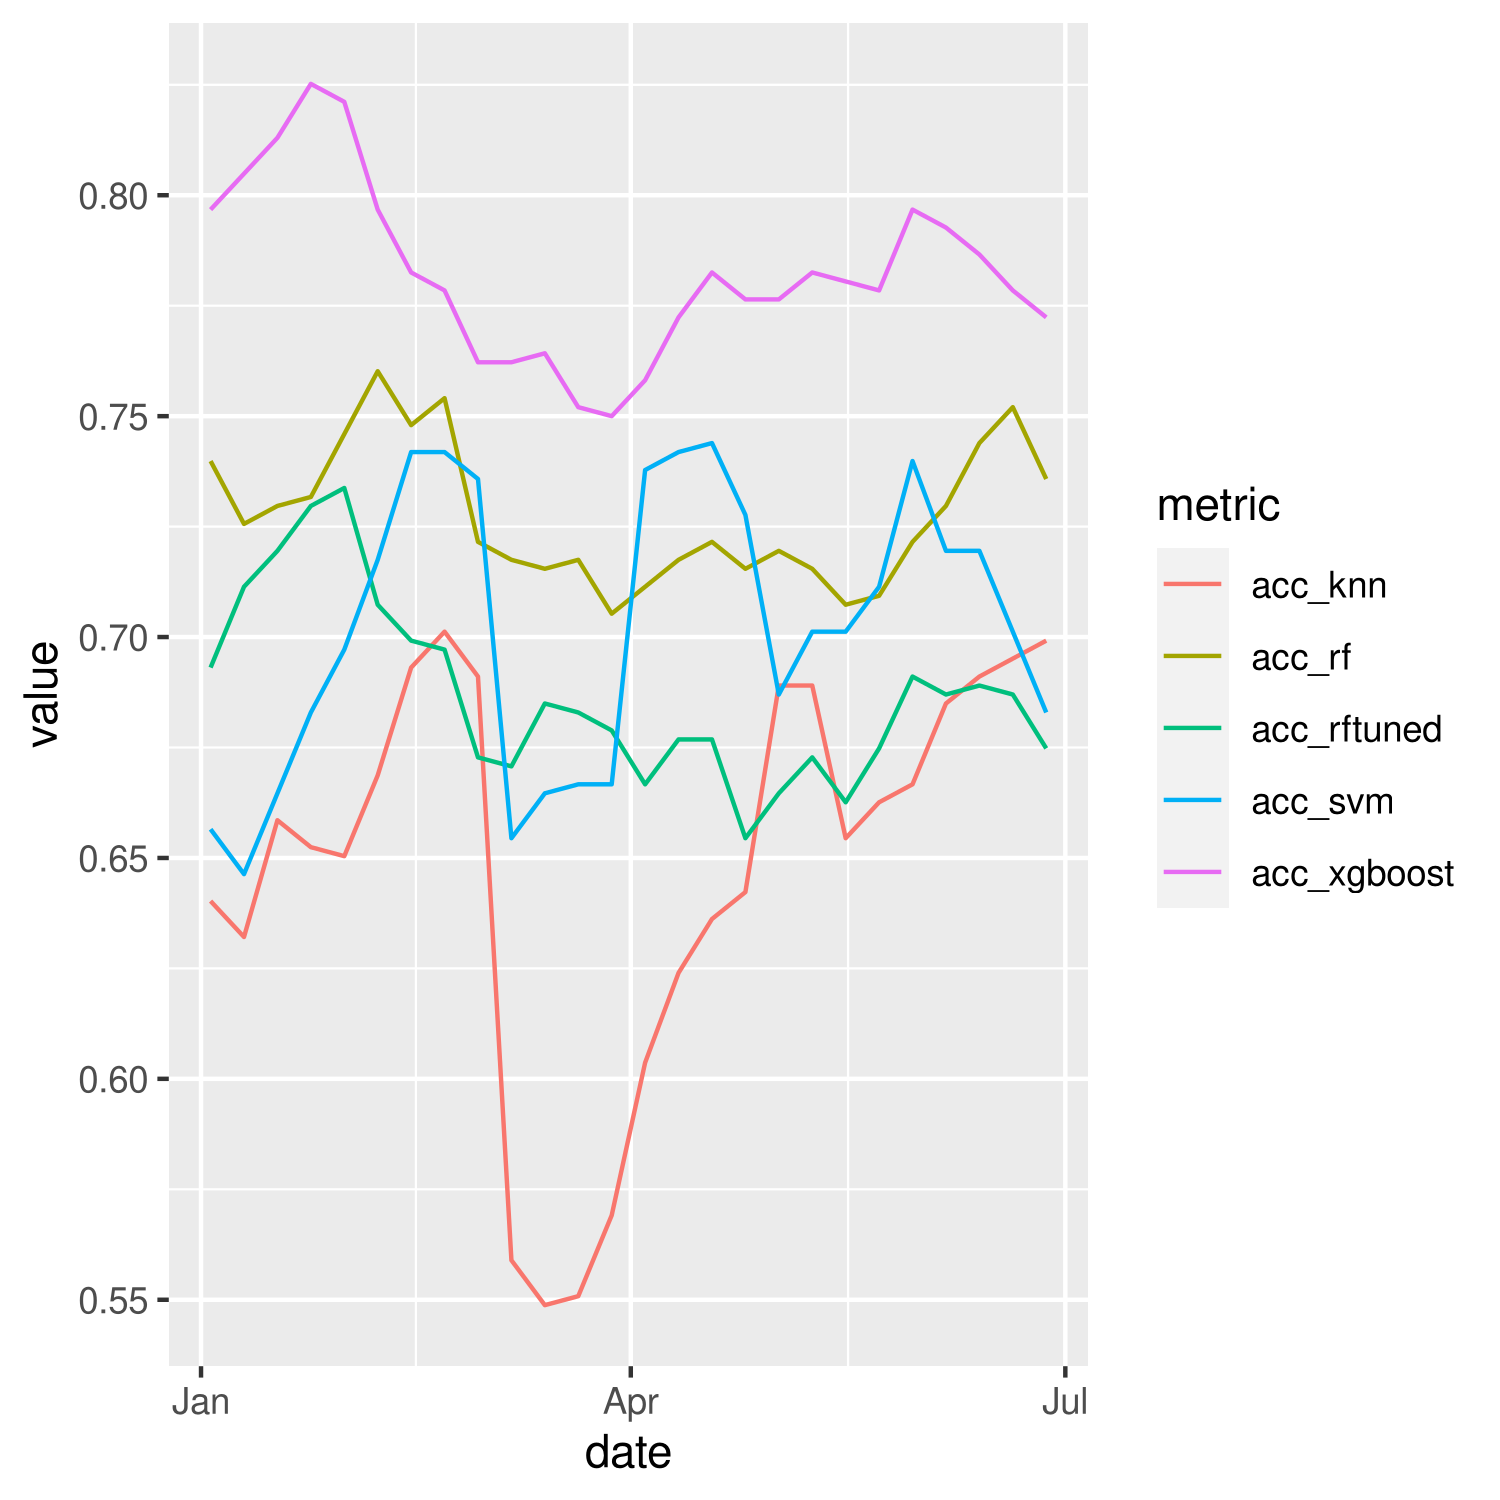 value
0.80
0.75
0.70
0.65
0.60
0.55
Jan
Apr
Jul
date
metric
acc_knn
acc_rf
acc_rftuned
acc_svm
acc_xgboost